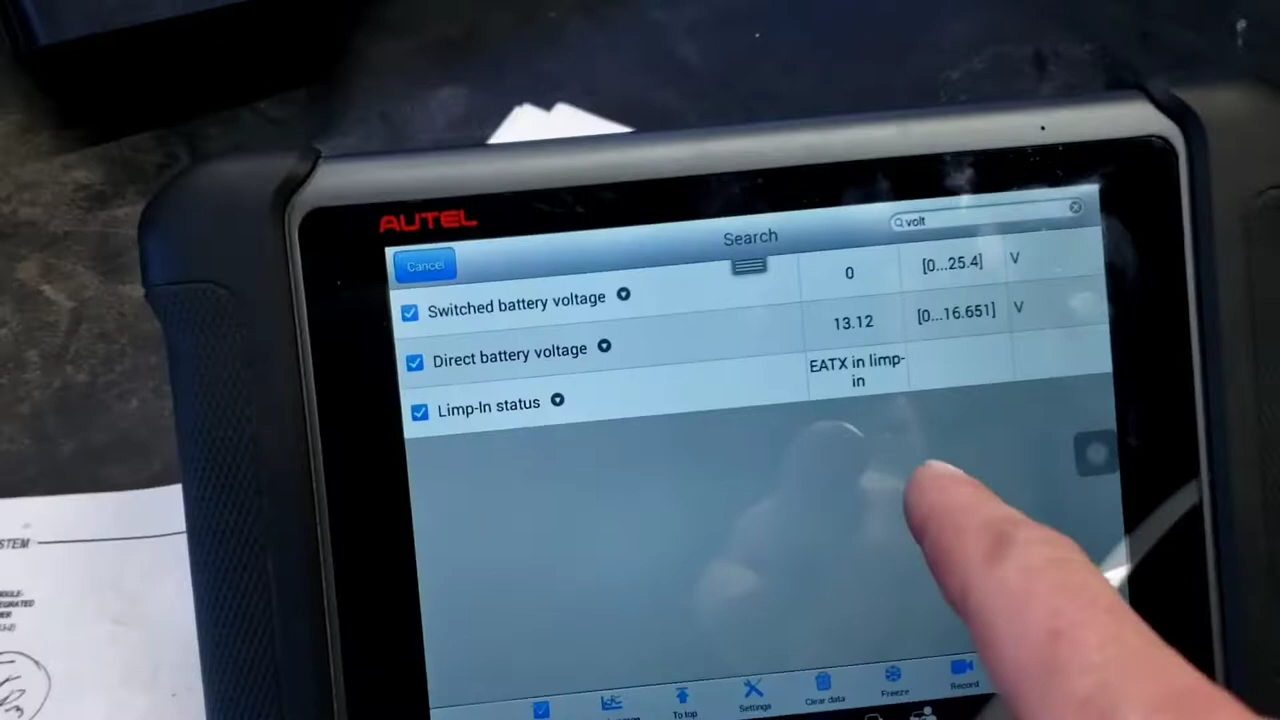 AUTEL
Cancel
Search
volt
Switched battery voltage 0 [0...25.4] V
Direct battery voltage 13.12 [0...16.651] V
Limp-In status EATX in limp-
in
To top
Settings
Clear data
Freeze
Record
STEM